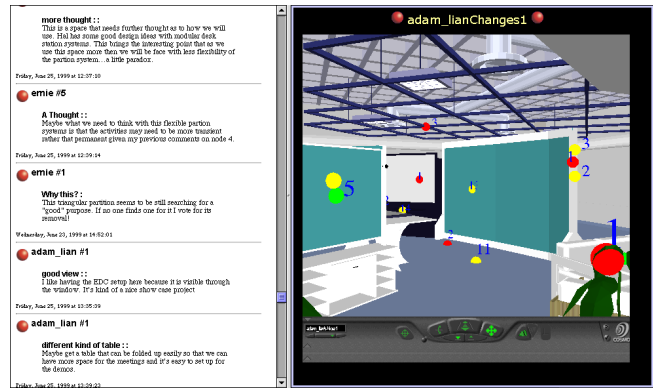 more thought : :
This is a space that needs further thought as to how we will
use. Hal has some good design ideas with modular desk
station systems. This brings the interesting point that as we
use this space more then we will be face with less flexibility of
the partion system...a little paradox.
Friday, June 25, 1999 at 12:37:10
ernie #5
A Thought : :
Maybe what we need to think with this flexible partion
systems is that the activities may need to be more transient
rather that permanent given my previous comments on node 4.
Friday, June 25, 1999 at 12:39:14
ernie #1
Why this? :
This triangular partition seems to be still searching for a
"good" purpose. If no one finds one for it I vote for its
removal!
Wednesday, June 23, 1999 at 14:52:01
adam_lian #1
good view : :
I like having the EDC setup here because it is visible through
the window. It's kind of a nice show case project
Friday, June 25, 1999 at 13:35:39
adam_lian #1
different kind of table : :
Maybe get a table that can be folded up easily so that we can
have more space for the meetings and it's easy to set up for
the demos.
Friday, June 25, 1999 at 13:39:23
adam_lianChanges1
3
3
1
2
5
2
11
1
COSMO